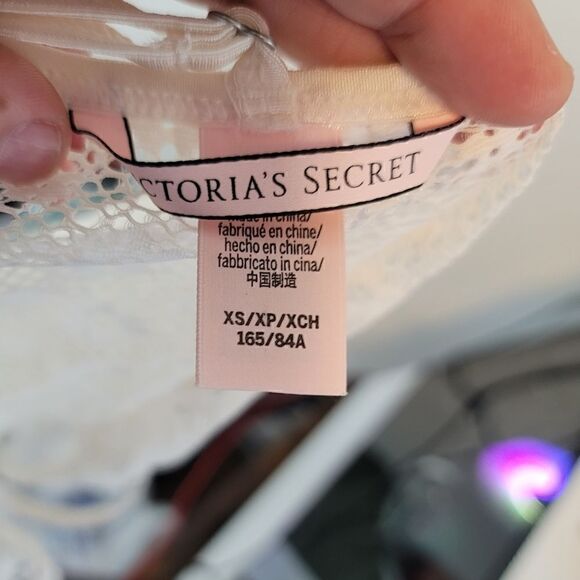 CTORIA'S SECRET
made in china/
fabriqué en chine/
hecho en china/
fabbricato in cina/
中国制造
XS/XP/XCH
165/84A